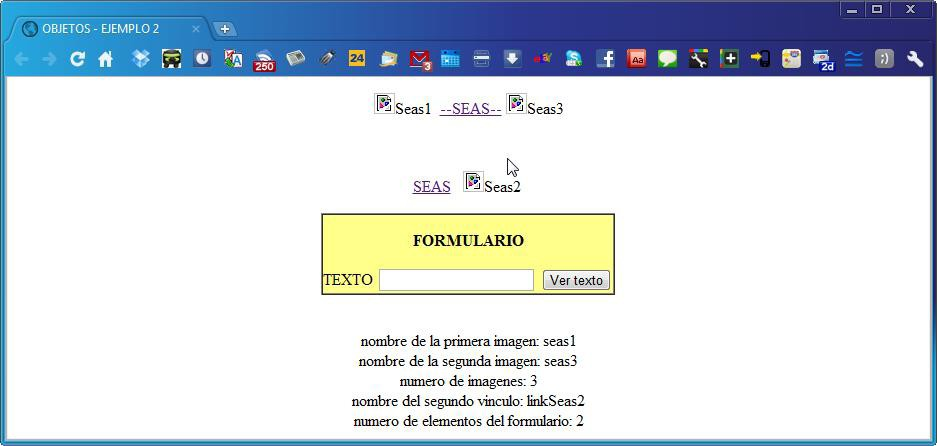 OBJETOS - EJEMPLO 2
250
24
3
Aa
2d
Seas1 --SEAS-- Seas3
SEAS Seas2
FORMULARIO
TEXTO Ver texto
nombre de la primera imagen: seas1
nombre de la segunda imagen: seas3
numero de imagenes: 3
nombre del segundo vinculo: linkSeas2
numero de elementos del formulario: 2